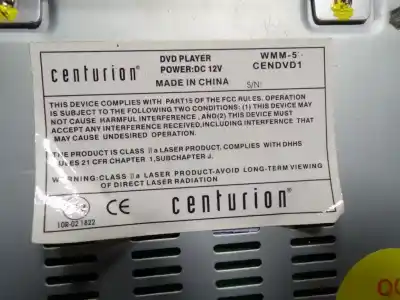 centurion®
DVD PLAYER
POWER:DC 12V
MADE IN CHINA
WMM-5
CENDVD1
S/N:
THIS DEVICE COMPLIES WITH PART15 OF THE FCC RULES. OPERATION
IS SUBJECT TO THE FOLLOWING TWO CONDITIONS: (1) THIS DEVICE MAY
NOT CAUSE HARMFUL INTERFERENCE , AND(2) THIS DEVICE MUST
ACCEPT ANY INTERFERENCE RECEIVED,INCLUDING INTERFERENCE THAT
MAY CAUSE UNDESIRED OPERATION.
THE PRODUCT IS CLASS IIa LASER PRODUCT, COMPLIES WITH DHHS
RULES 21 CFR CHAPTER 1,SUBCHAPTER J.
WARNING:CLASS IIa LASER PRODUCT-AVOID LONG-TERM VIEWING
OF DIRECT LASER RADIATION
CE
centurion®
LOR-02 1822